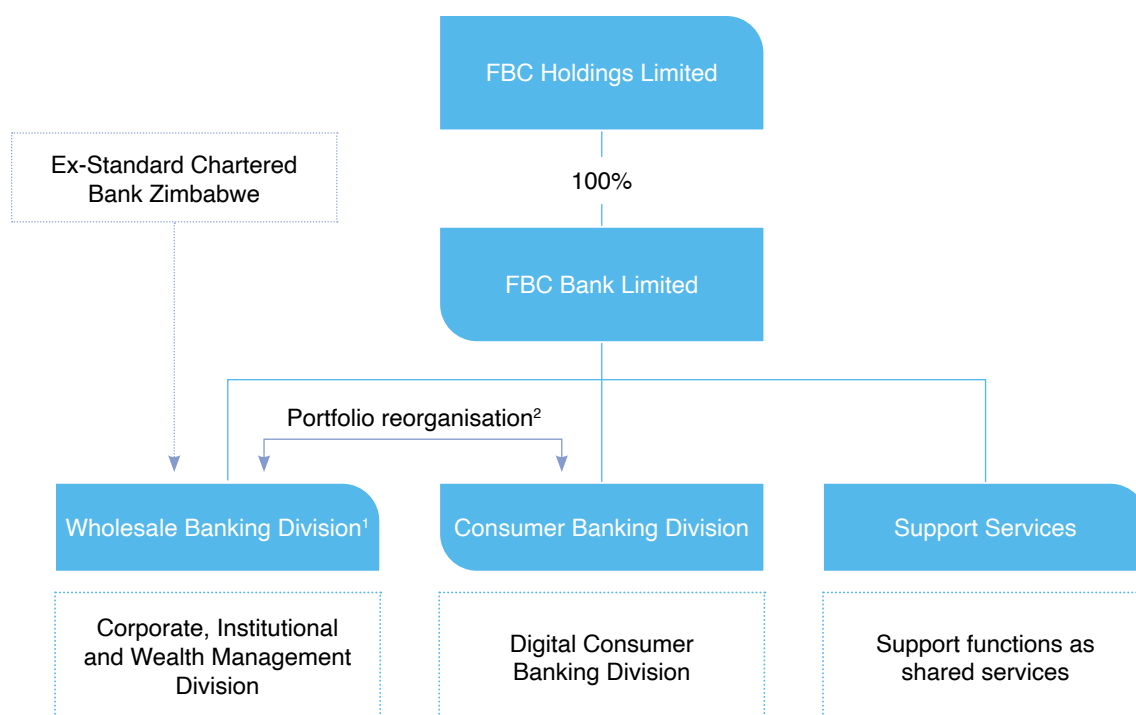 FBC Holdings Limited
Ex-Standard Chartered
Bank Zimbabwe
100%
FBC Bank Limited
Portfolio reorganisation²
Wholesale Banking Division¹
Consumer Banking Division
Support Services
Corporate, Institutional
and Wealth Management
Division
Digital Consumer
Banking Division
Support functions as
shared services